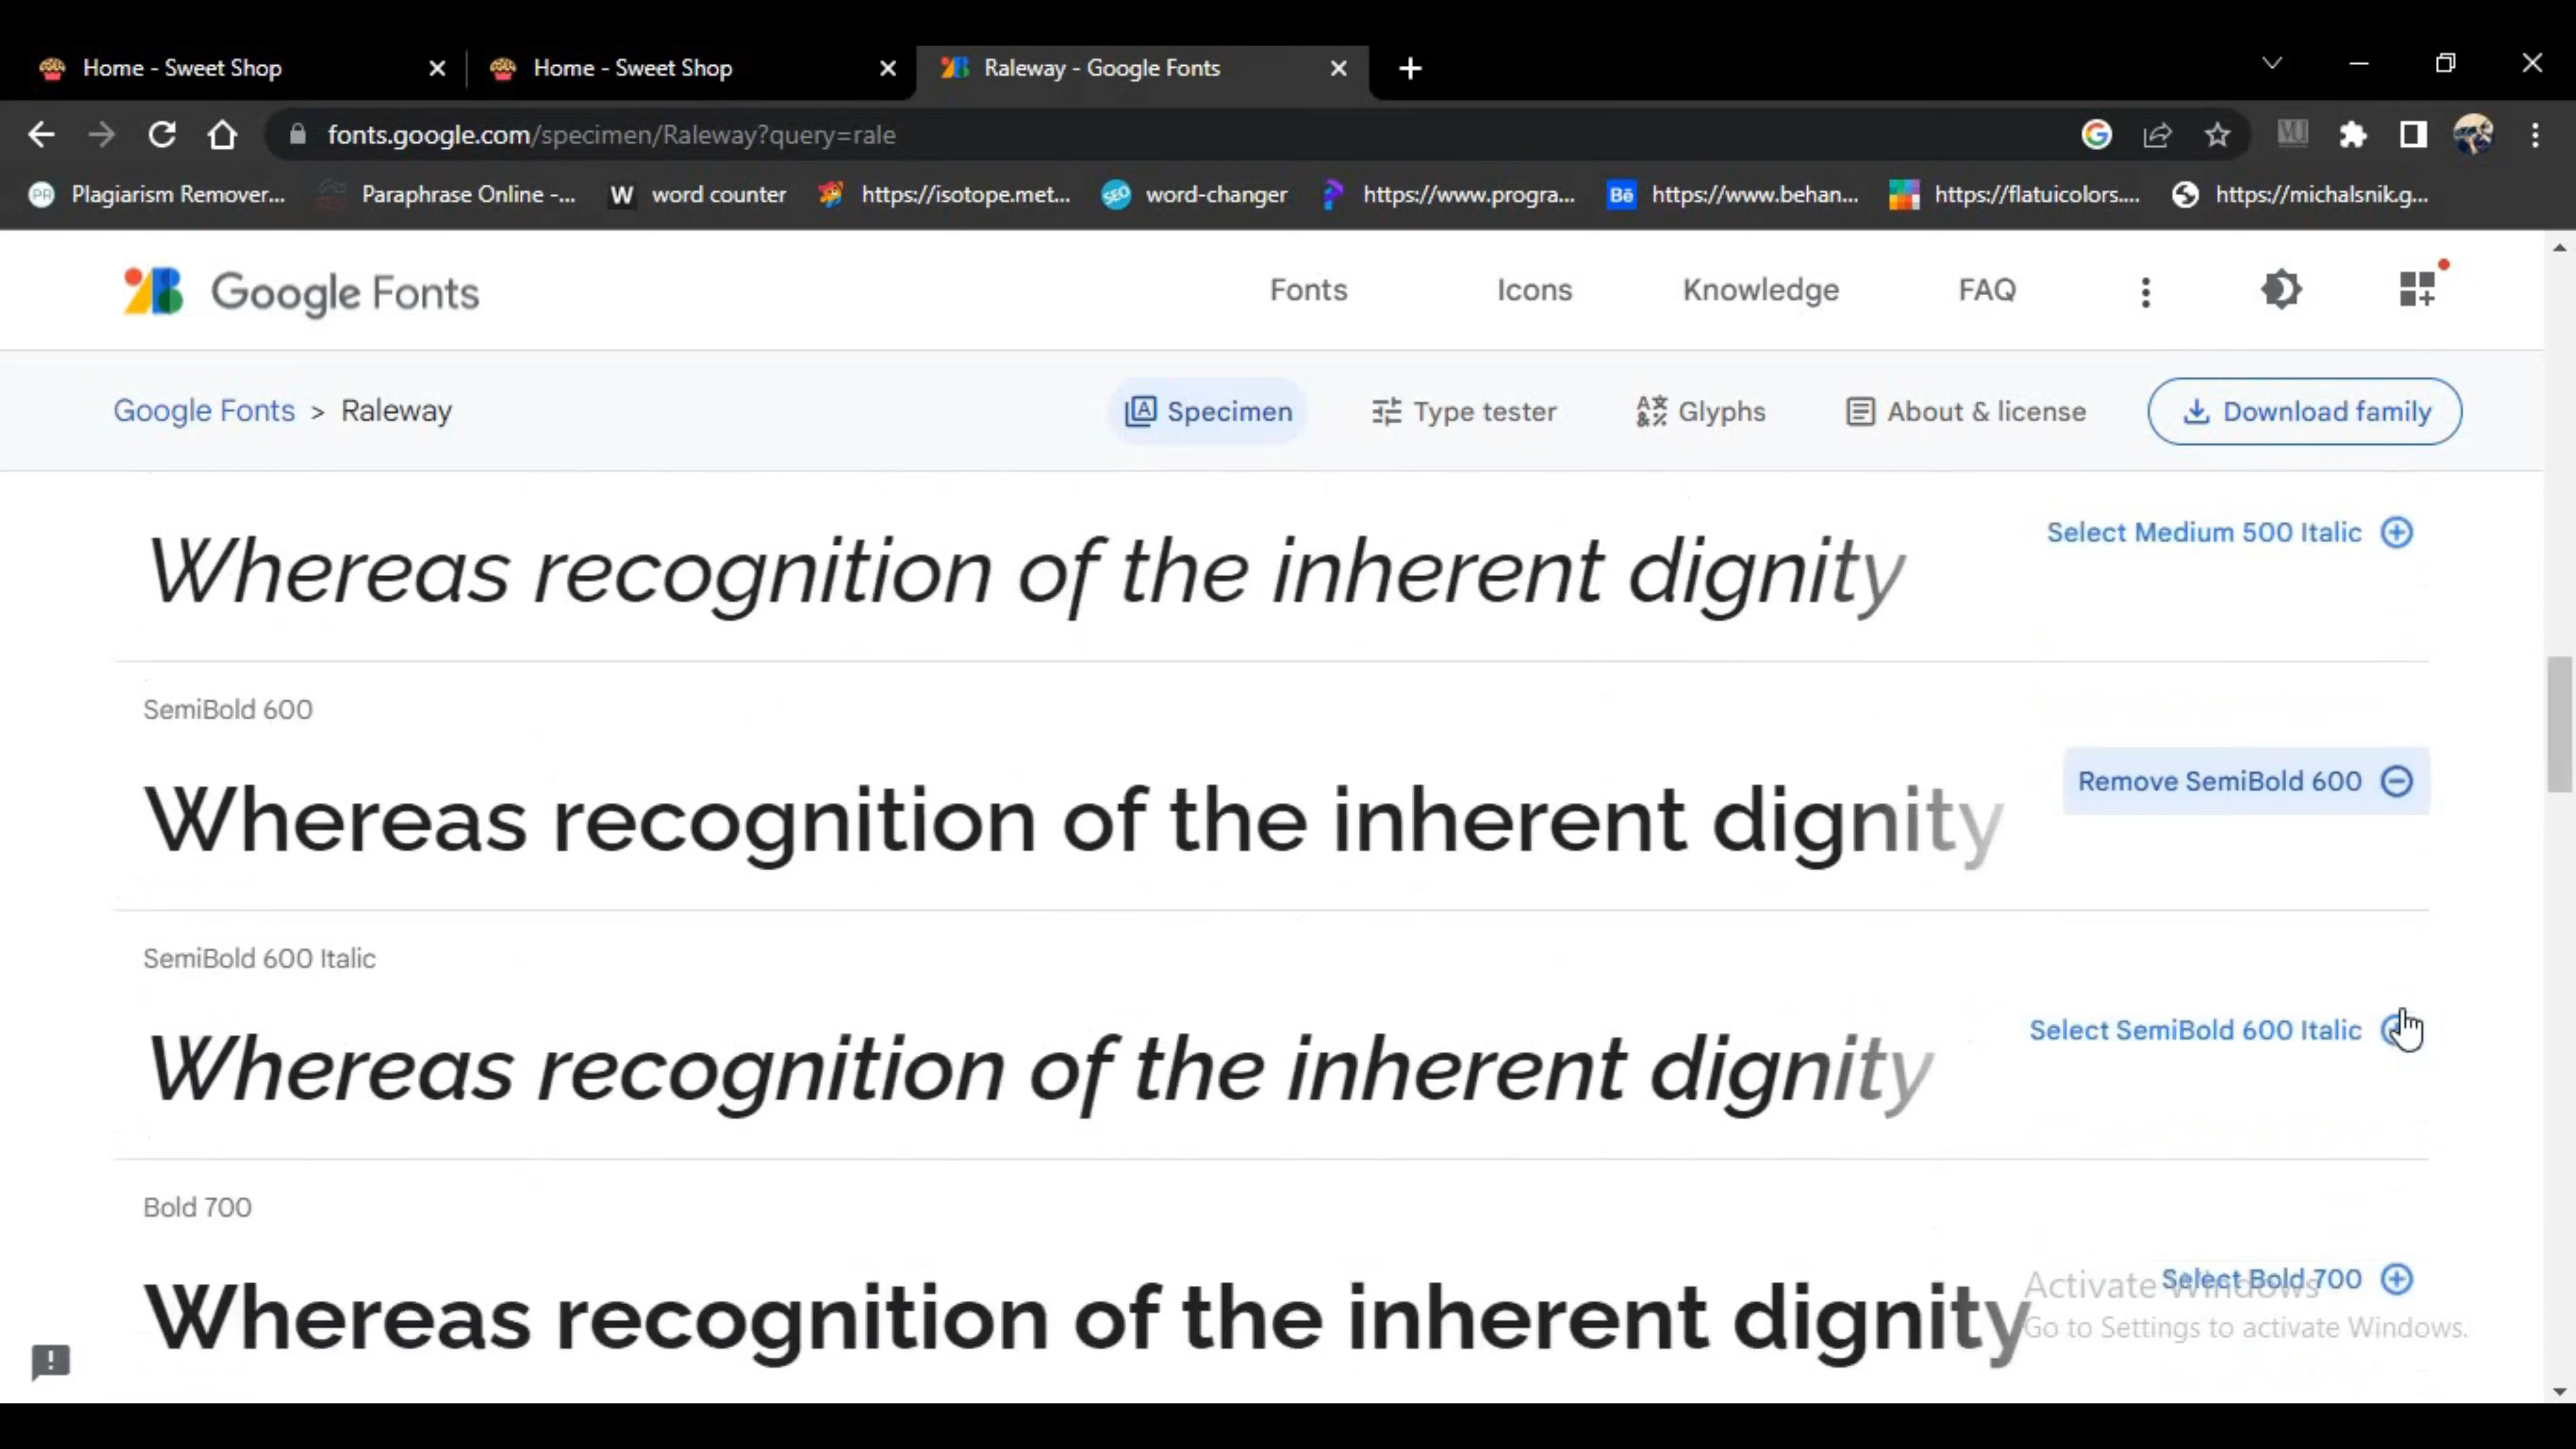 Home - Sweet Shop
Home - Sweet Shop
Raleway - Google Fonts
fonts.google.com/specimen/Raleway?query=rale
PR Plagiarism Remover...
Paraphrase Online -...
W word counter
https://isotope.met...
SEO word-changer
https://www.progra...
Bē https://www.behan...
https://flatuicolors....
https://michalsnik.g...
Google Fonts
Fonts
Icons
Knowledge
FAQ
Google Fonts > Raleway
Specimen
Type tester
Glyphs
About & license
Download family
Select Medium 500 Italic
Whereas recognition of the inherent dignity
SemiBold 600
Remove SemiBold 600
Whereas recognition of the inherent dignity
SemiBold 600 Italic
Select SemiBold 600 Italic
Whereas recognition of the inherent dignity
Bold 700
Select Bold 700
Whereas recognition of the inherent dignity
Activate Windows
Go to Settings to activate Windows.